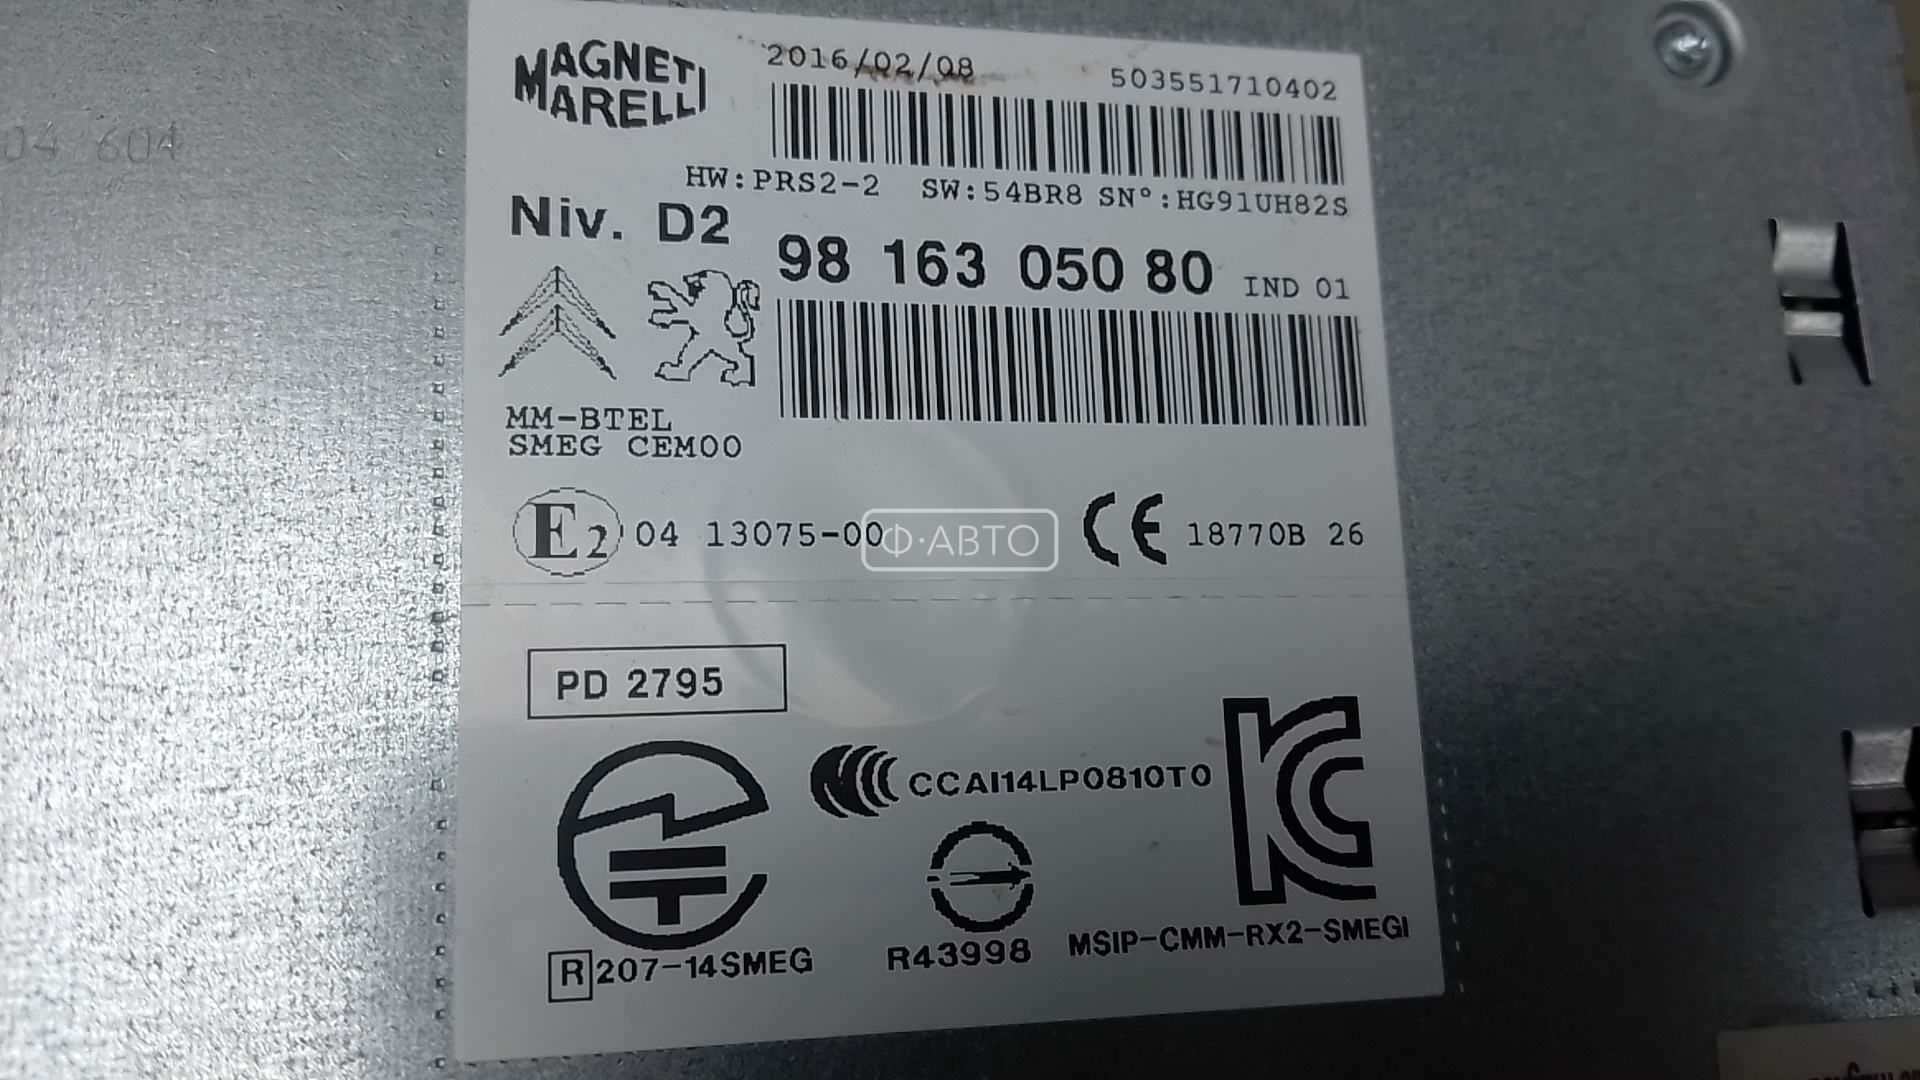 MAGNETI
MARELLI
2016/02/08
503551710402
04 604
HW:PRS2-2 SW:54BR8 SN°:HG91UH82S
Niv. D2
98 163 050 80 IND 01
MM-BTEL
SMEG CEM00
E2 04 13075-00
Ф·АВТО
CE 18770B 26
PD 2795
CCAI14LP0810T0
R 207-14SMEG
R43998
MSIP-CMM-RX2-SMEGI